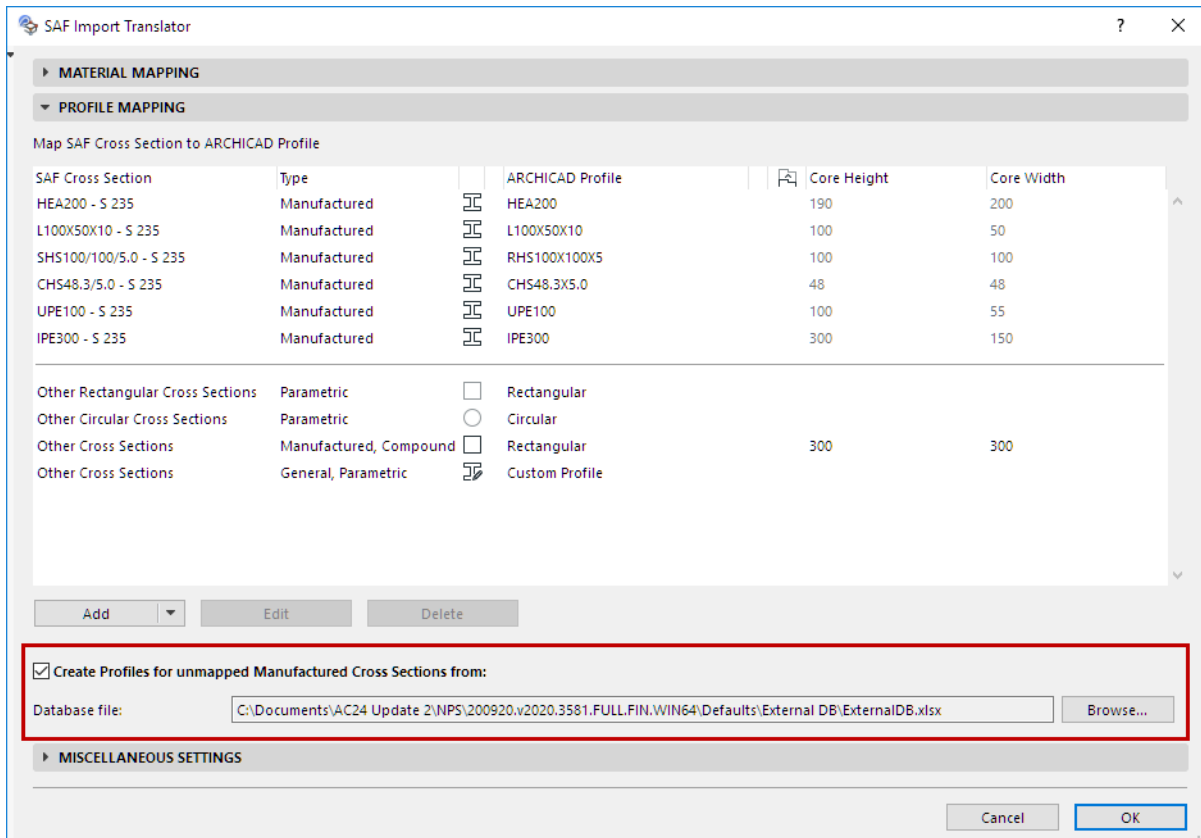 SAF Import Translator ?
MATERIAL MAPPING
PROFILE MAPPING
Map SAF Cross Section to ARCHICAD Profile
SAF Cross Section Type ARCHICAD Profile Core Height Core Width
HEA200 - S 235 Manufactured HEA200 190 200
L100X50X10 - S 235 Manufactured L100X50X10 100 50
SHS100/100/5.0 - S 235 Manufactured RHS100X100X5 100 100
CHS48.3/5.0 - S 235 Manufactured CHS48.3X5.0 48 48
UPE100 - S 235 Manufactured UPE100 100 55
IPE300 - S 235 Manufactured IPE300 300 150
Other Rectangular Cross Sections Parametric Rectangular
Other Circular Cross Sections Parametric Circular
Other Cross Sections Manufactured, Compound Rectangular 300 300
Other Cross Sections General, Parametric Custom Profile
Add Edit Delete
Create Profiles for unmapped Manufactured Cross Sections from:
Database file: C:\Documents\AC24 Update 2\NPS\200920.v2020.3581.FULL.FIN.WIN64\Defaults\External DB\ExternalDB.xlsx Browse...
MISCELLANEOUS SETTINGS
Cancel OK